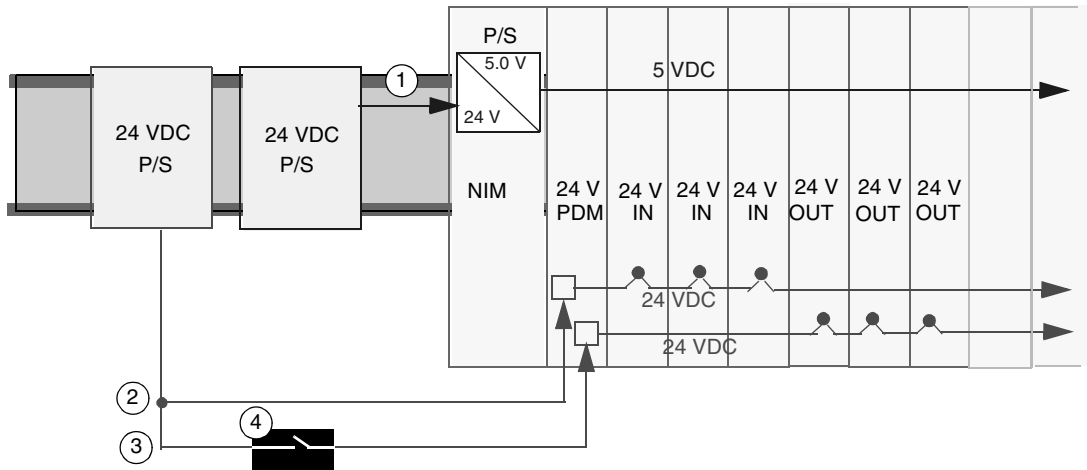 P/S
5.0 V
24 V
1
5 VDC
24 VDC
P/S
24 VDC
P/S
NIM
24 V
PDM
24 V
IN
24 V
IN
24 V
IN
24 V
OUT
24 V
OUT
24 V
OUT
24 VDC
24 VDC
2
4
3